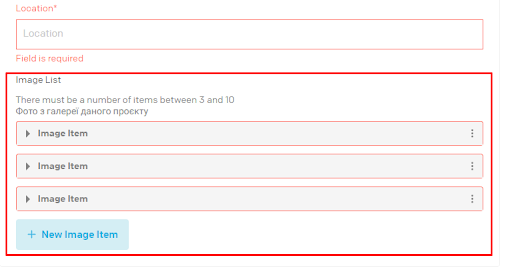 Location*
Location
Field is required
Image List
There must be a number of items between 3 and 10
Фото з галереї даного проєкту
Image Item
Image Item
Image Item
+ New Image Item